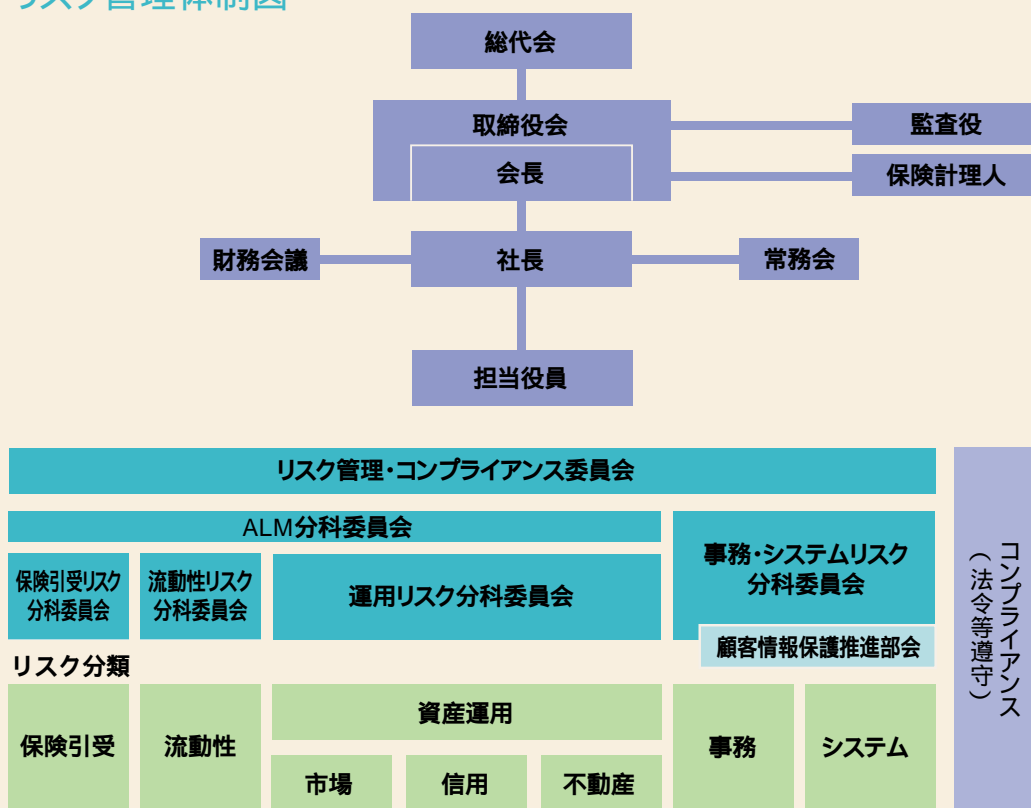 リスク管理体制図
総代会
取締役会
監査役
会長
保険計理人
財務会議
社長
常務会
担当役員
リスク管理・コンプライアンス委員会
ALM分科委員会
保険引受リスク
分科委員会
流動性リスク
分科委員会
運用リスク分科委員会
事務・システムリスク
分科委員会
顧客情報保護推進部会
コンプライアンス
（法令等遵守）
リスク分類
保険引受
流動性
資産運用
市場
信用
不動産
事務
システム